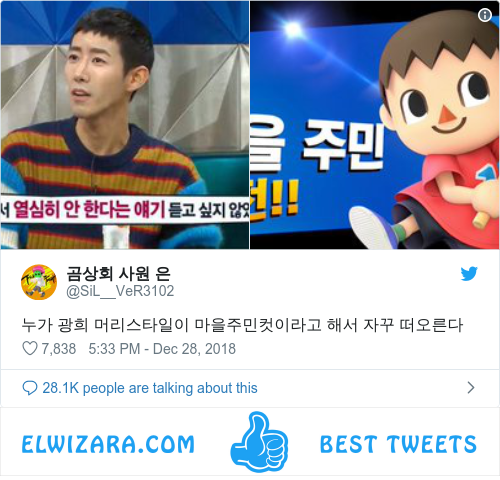 을 주민
전!!
서 열심히 안 한다는 얘기 듣고 싶지 않았
곰상회 사원 은
@SiL__VeR3102
누가 광희 머리스타일이 마을주민컷이라고 해서 자꾸 떠오른다
7,838 5:33 PM - Dec 28, 2018
28.1K people are talking about this
ELWIZARA.COM BEST TWEETS